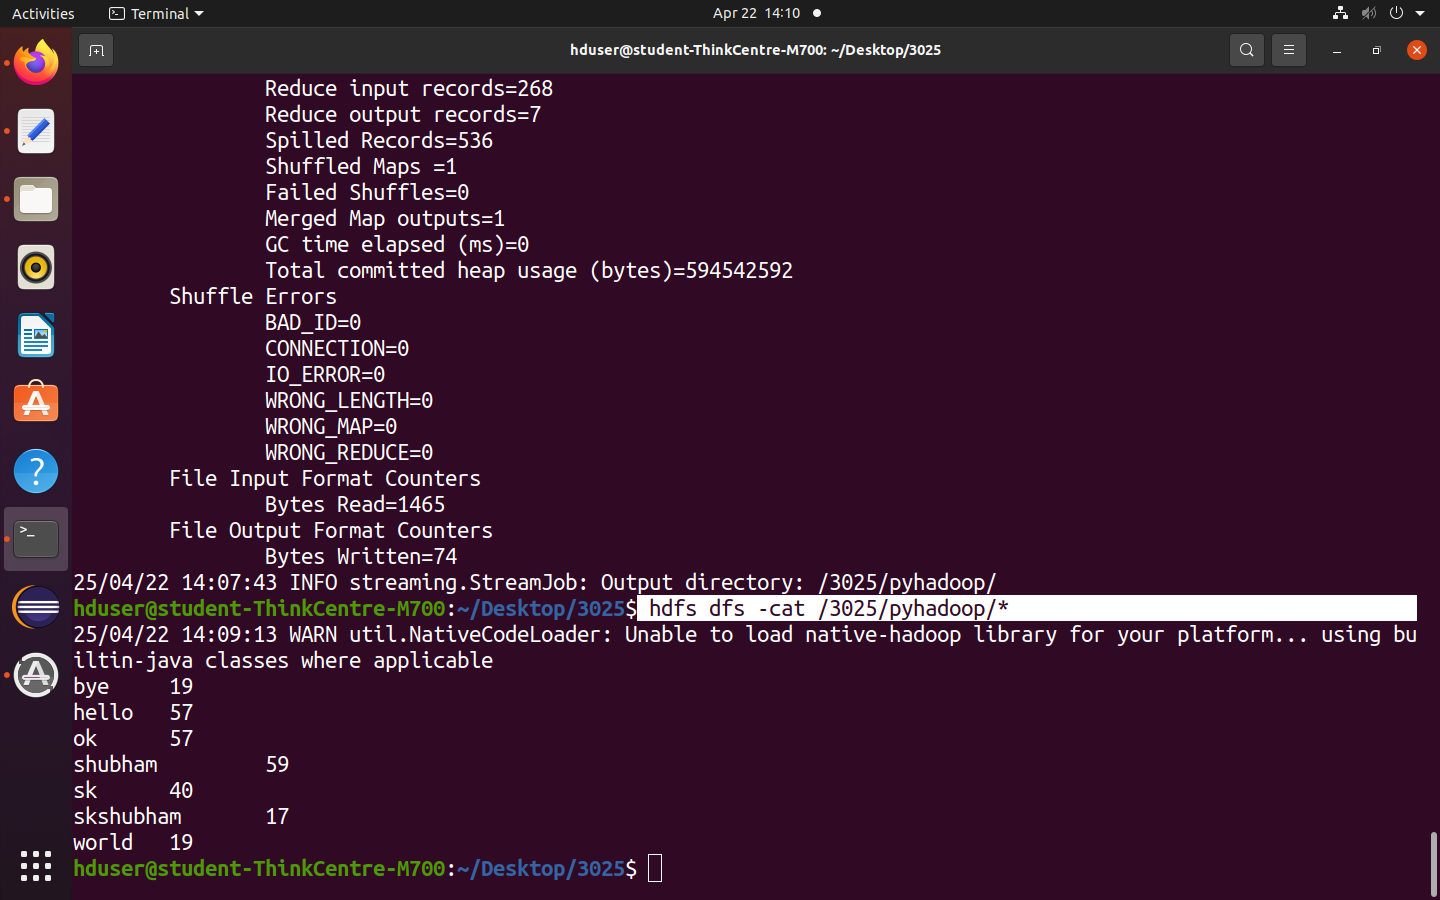 Activities
Terminal
Apr 22 14:10
hduser@student-ThinkCentre-M700: ~/Desktop/3025
Reduce input records=268
Reduce output records=7
Spilled Records=536
Shuffled Maps =1
Failed Shuffles=0
Merged Map outputs=1
GC time elapsed (ms)=0
Total committed heap usage (bytes)=594542592
Shuffle Errors
BAD_ID=0
CONNECTION=0
IO_ERROR=0
WRONG_LENGTH=0
WRONG_MAP=0
WRONG_REDUCE=0
File Input Format Counters
Bytes Read=1465
File Output Format Counters
Bytes Written=74
25/04/22 14:07:43 INFO streaming.StreamJob: Output directory: /3025/pyhadoop/
hduser@student-ThinkCentre-M700:~/Desktop/3025$ hdfs dfs -cat /3025/pyhadoop/*
25/04/22 14:09:13 WARN util.NativeCodeLoader: Unable to load native-hadoop library for your platform... using bu
iltin-java classes where applicable
bye 19
hello 57
ok 57
shubham 59
sk 40
skshubham 17
world 19
hduser@student-ThinkCentre-M700:~/Desktop/3025$